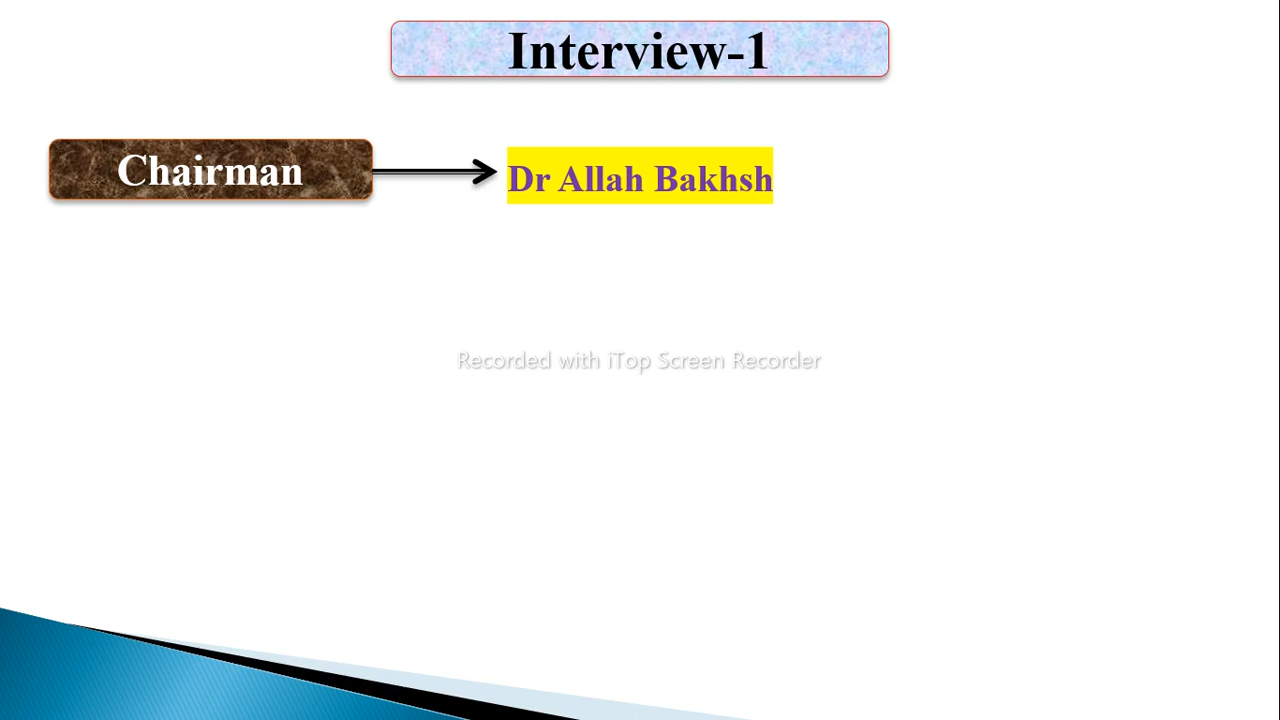 Interview-1
Chairman
Dr Allah Bakhsh
Recorded with iTop Screen Recorder